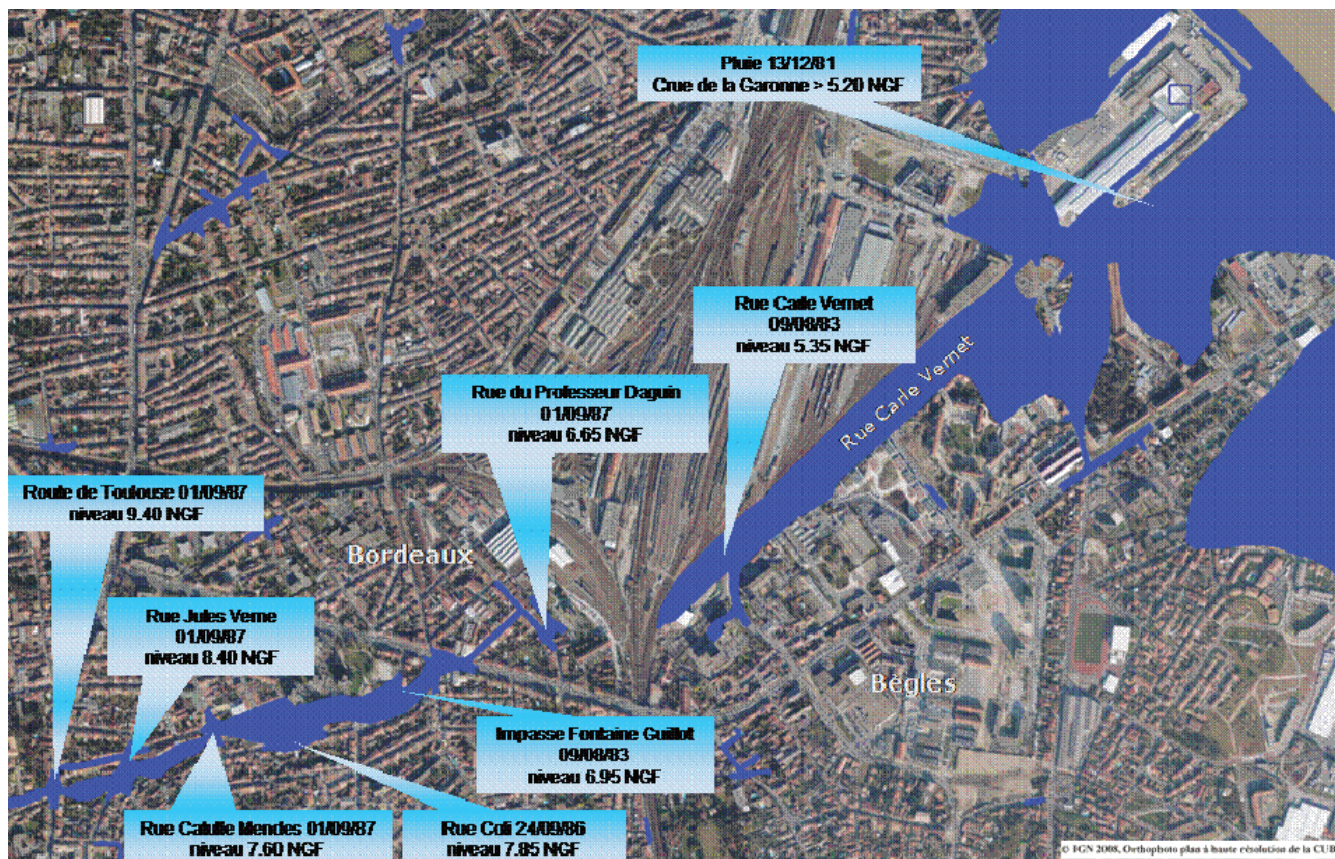 Pluie 13/12/81
Crue de la Garonne > 5.20 NGF
Rue Carle Vernet
09/08/83
niveau 5.35 NGF
Rue Carle Vernet
Rue du Professeur Daguin
01/09/87
niveau 6.65 NGF
Route de Toulouse 01/09/87
niveau 9.40 NGF
Bordeaux
Rue Jules Verne
01/09/87
niveau 8.40 NGF
Bègles
Impasse Fontaine Guillot
09/08/83
niveau 6.95 NGF
Rue Catulle Mendes 01/09/87
niveau 7.60 NGF
Rue Coli 24/09/86
niveau 7.85 NGF
© IGN 2008, Orthophoto plan à haute résolution de la CUB